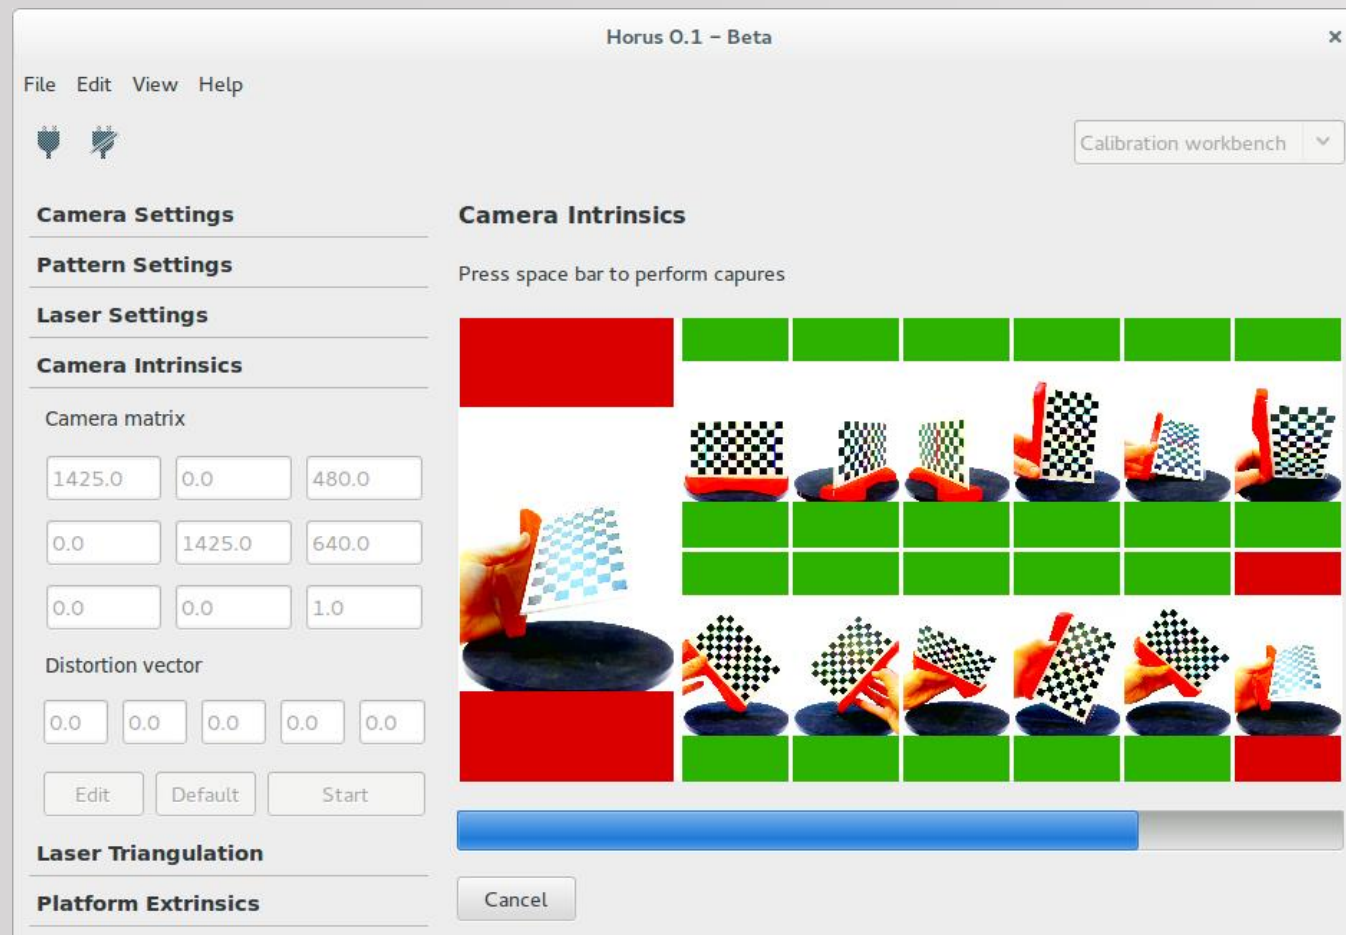 Horus 0.1 – Beta
File Edit View Help
Calibration workbench
Camera Settings
Pattern Settings
Laser Settings
Camera Intrinsics
Camera matrix
1425.0 0.0 480.0
0.0 1425.0 640.0
0.0 0.0 1.0
Distortion vector
0.0 0.0 0.0 0.0 0.0
Edit Default Start
Laser Triangulation
Platform Extrinsics
Camera Intrinsics
Press space bar to perform capures
Cancel